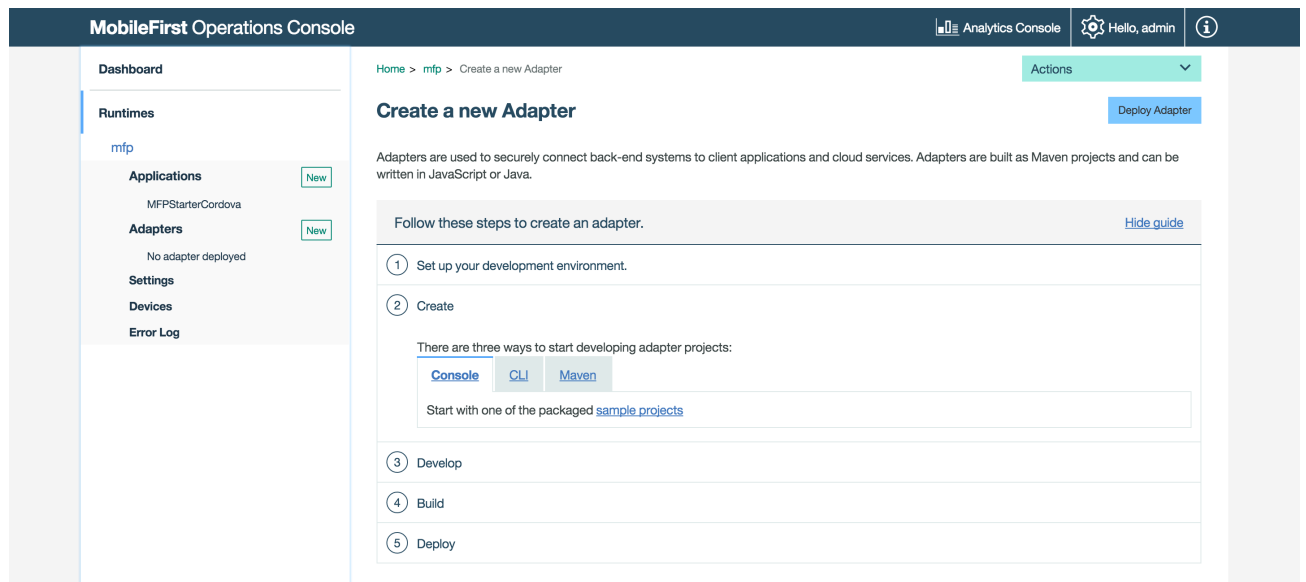 MobileFirst Operations Console
Analytics Console
Hello, admin
Dashboard
Runtimes
mfp
Applications New
MFPStarterCordova
Adapters New
No adapter deployed
Settings
Devices
Error Log
Home > mfp > Create a new Adapter
Actions
Create a new Adapter
Deploy Adapter
Adapters are used to securely connect back-end systems to client applications and cloud services. Adapters are built as Maven projects and can be
written in JavaScript or Java.
Follow these steps to create an adapter.
Hide guide
1 Set up your development environment.
2 Create
There are three ways to start developing adapter projects:
Console CLI Maven
Start with one of the packaged sample projects
3 Develop
4 Build
5 Deploy